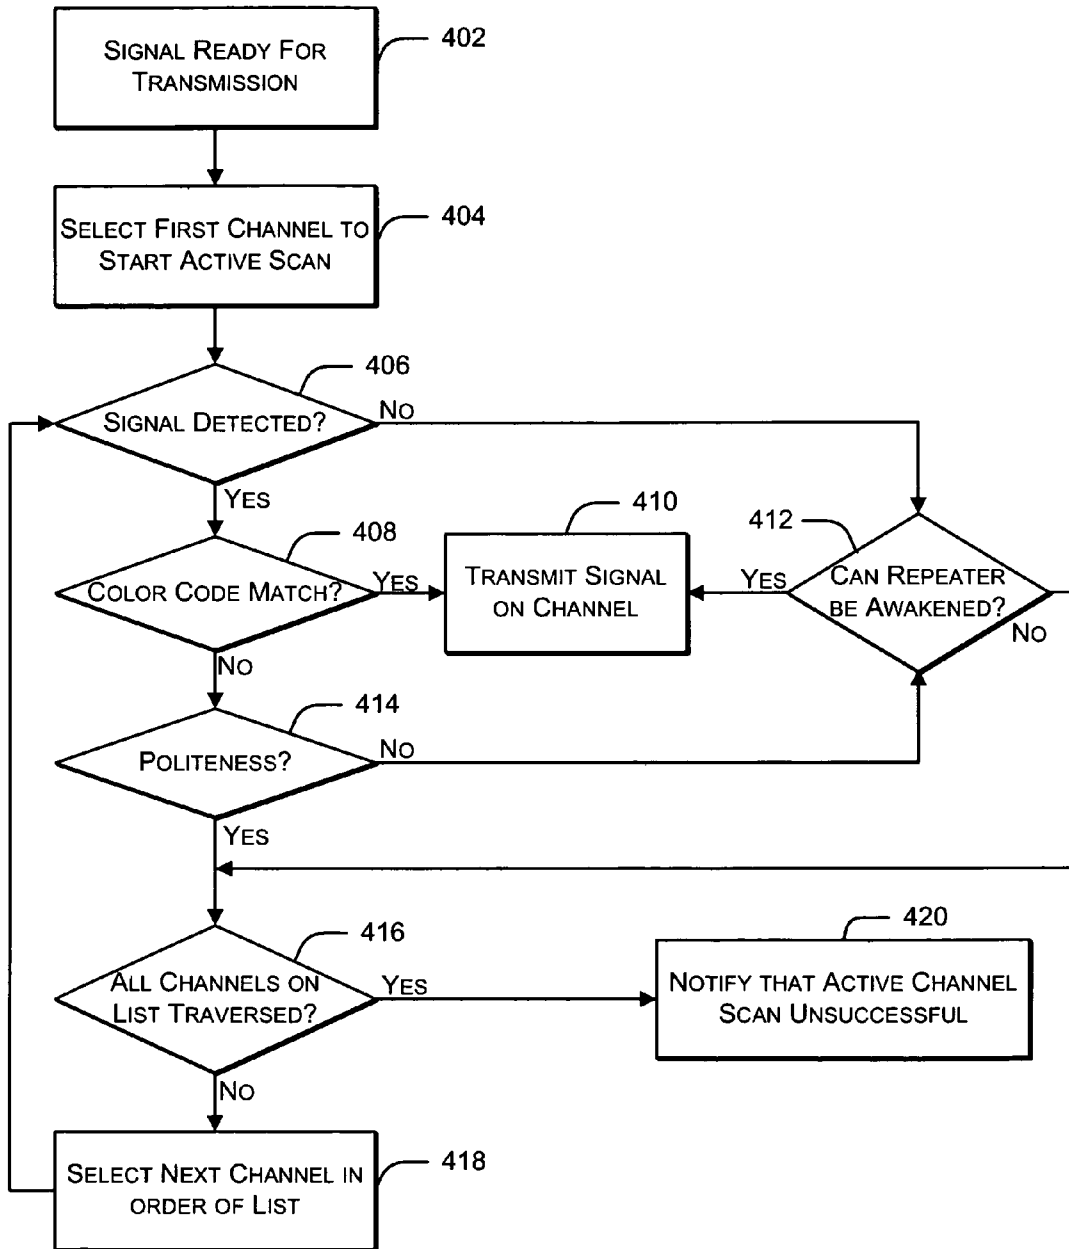 SIGNAL READY FOR
TRANSMISSION
402
SELECT FIRST CHANNEL TO
START ACTIVE SCAN
404
406
SIGNAL DETECTED?
NO
YES
408
COLOR CODE MATCH?
YES
NO
410
TRANSMIT SIGNAL
ON CHANNEL
412
YES
CAN REPEATER
BE AWAKENED?
NO
414
POLITENESS?
NO
YES
416
ALL CHANNELS ON
LIST TRAVERSED?
YES
NO
420
NOTIFY THAT ACTIVE CHANNEL
SCAN UNSUCCESSFUL
SELECT NEXT CHANNEL IN
ORDER OF LIST
418